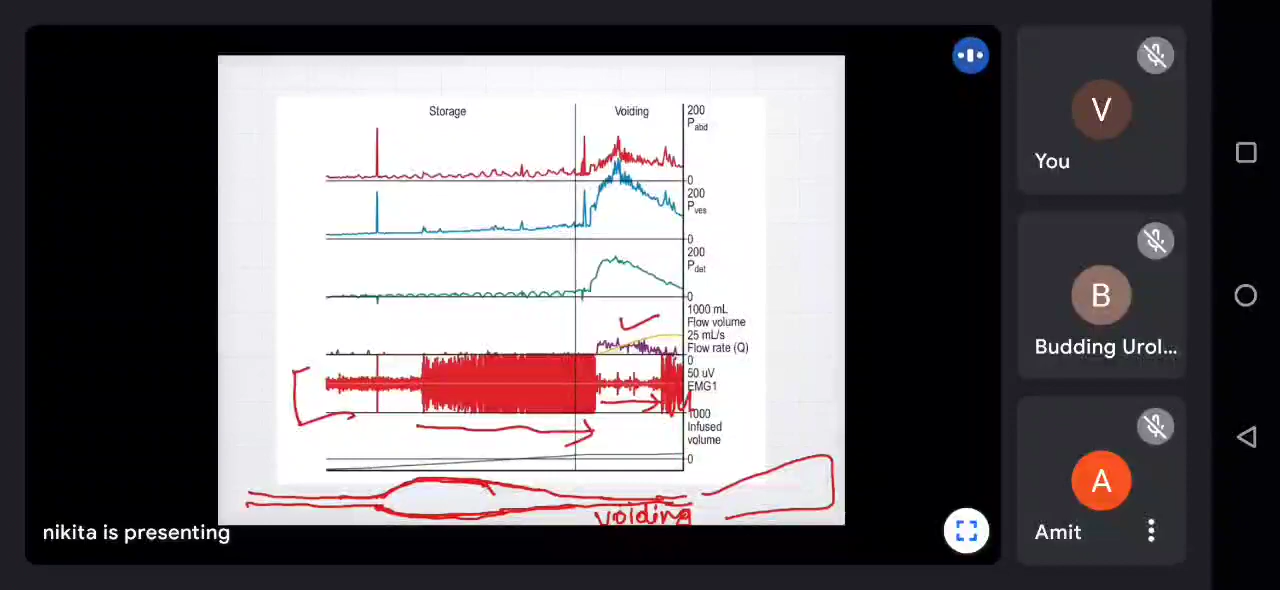 Storage
Voiding
200
Pabd
0
200
Pves
0
200
Pdet
0
1000 mL
Flow volume
25 mL/s
Flow rate (Q)
0
50 uV
EMG1
1000
Infused
volume
0
voiding
nikita is presenting
V
You
B
Budding Urol...
A
Amit